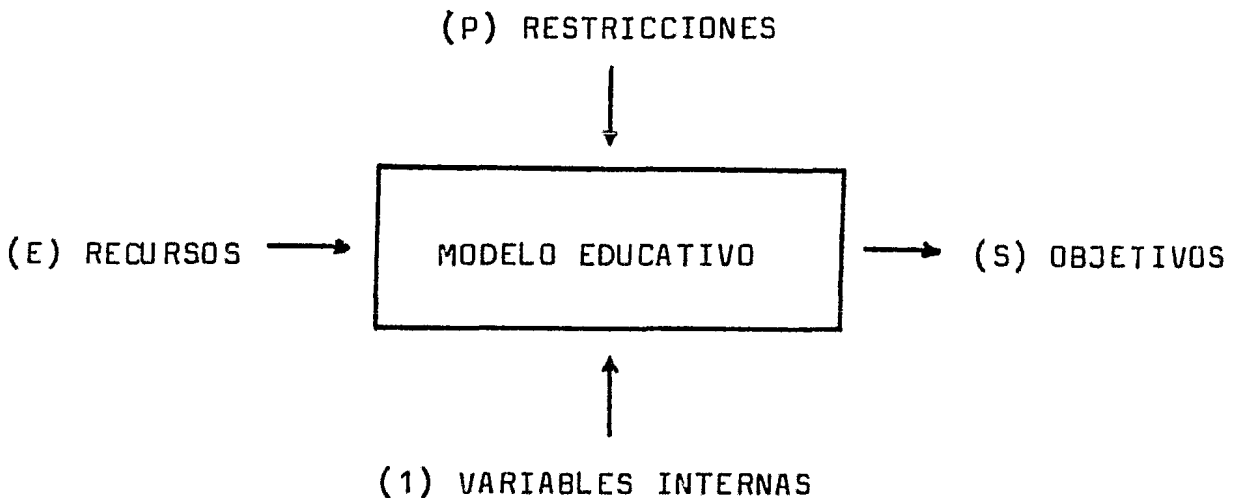 (P) RESTRICCIONES
(E) RECURSOS
MODELO EDUCATIVO
(S) OBJETIVOS
(1) VARIABLES INTERNAS